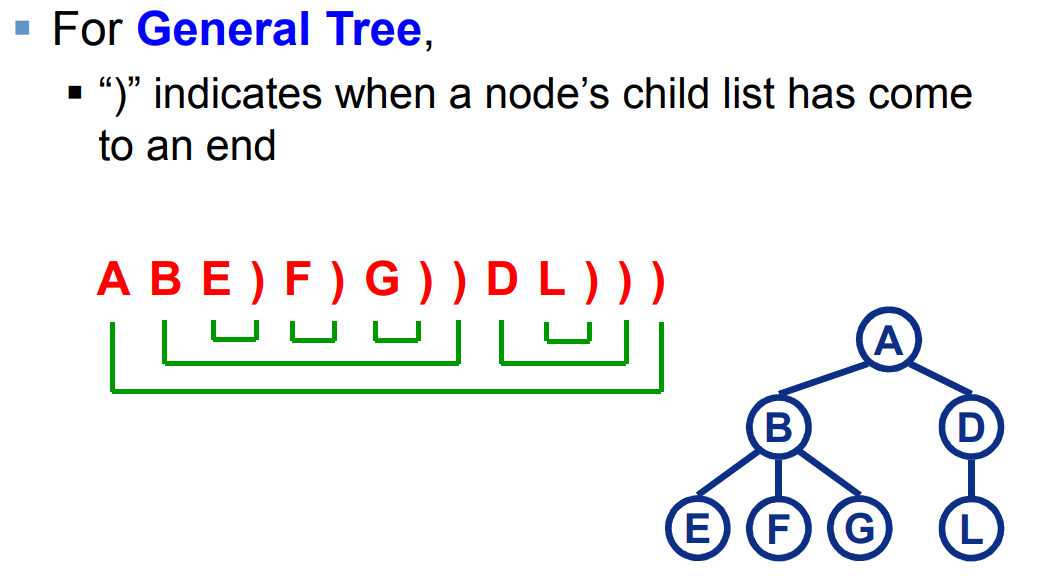 For General Tree,
“)” indicates when a node’s child list has come
to an end
A B E ) F ) G ) ) D L ) ) )
A
B D
E F G L